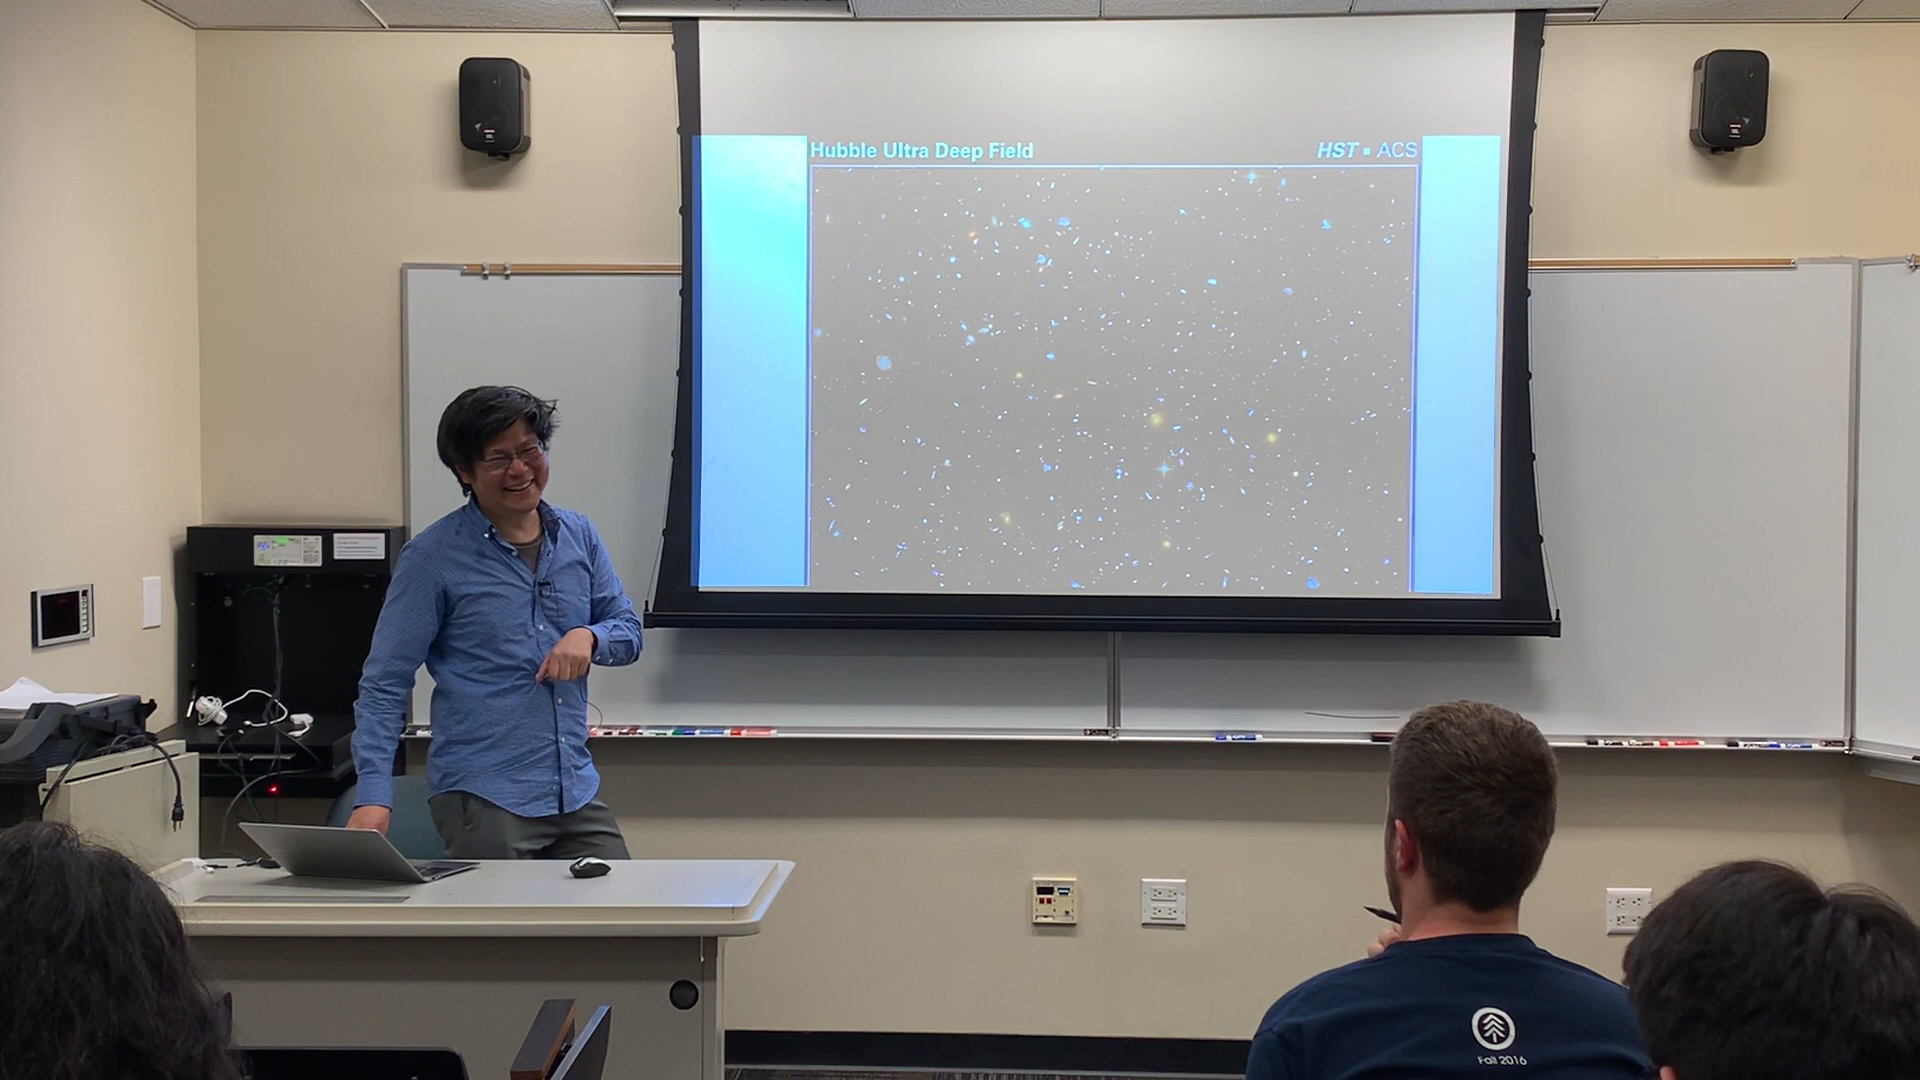 Hubble Ultra Deep Field
HST ▪ ACS
Fall 2016